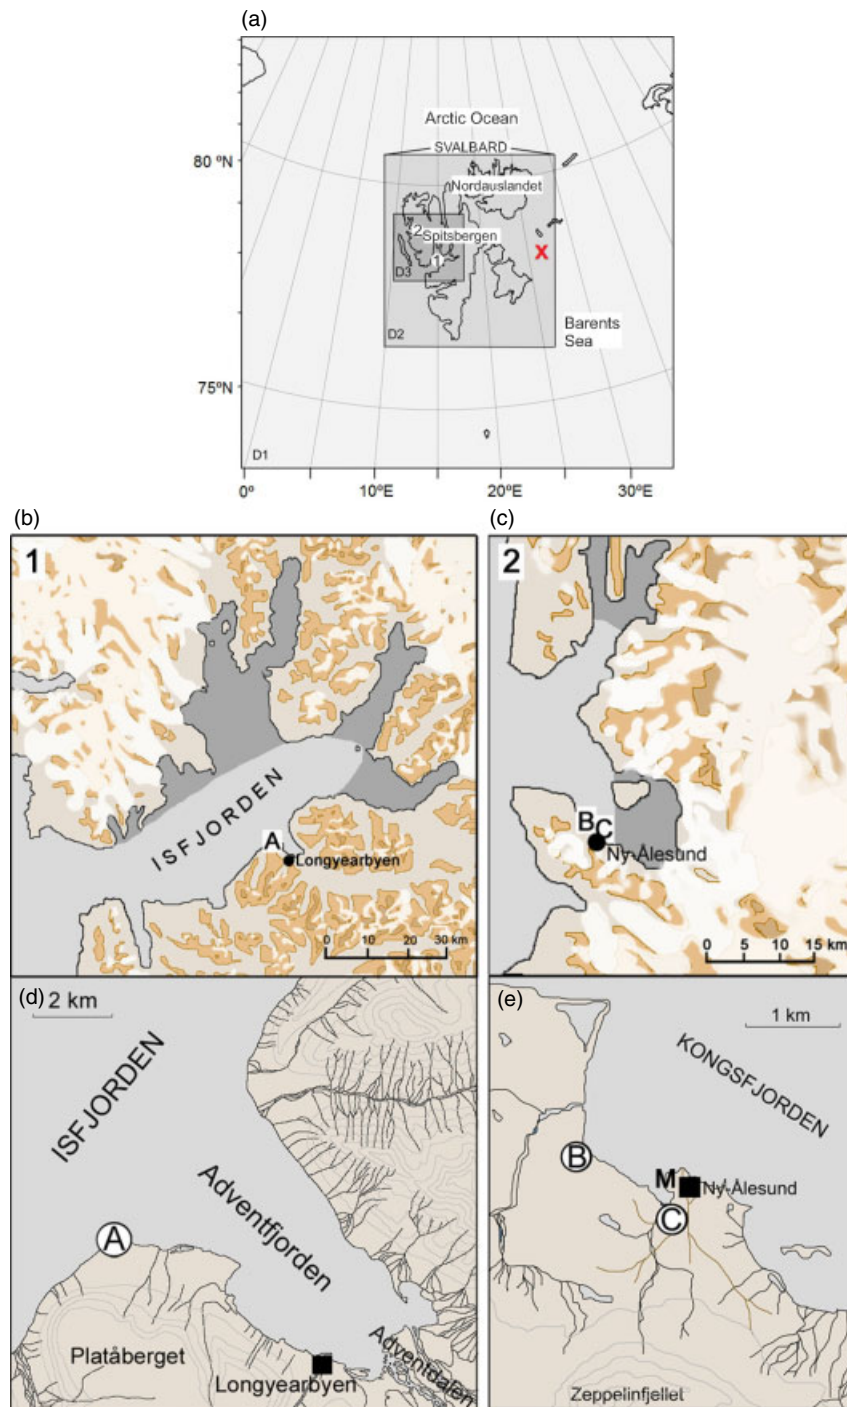 (a)
Arctic Ocean
80 ºN
SVALBARD
Nordauslandet
2
Spitsbergen
X
1
D3
Barents
Sea
D2
75ºN
D1
0º 10ºE 20ºE 30ºE
(b)
1
ISFJORDEN
A
Longyearbyen
0 10 20 30 km
(c)
2
B C
Ny-Ålesund
0 5 10 15 km
(d)
2 km
ISFJORDEN
Adventfjorden
A
Platåberget
Longyearbyen
Adventdalen
(e)
1 km
KONGSFJORDEN
B
M
Ny-Ålesund
C
Zeppelinfjellet